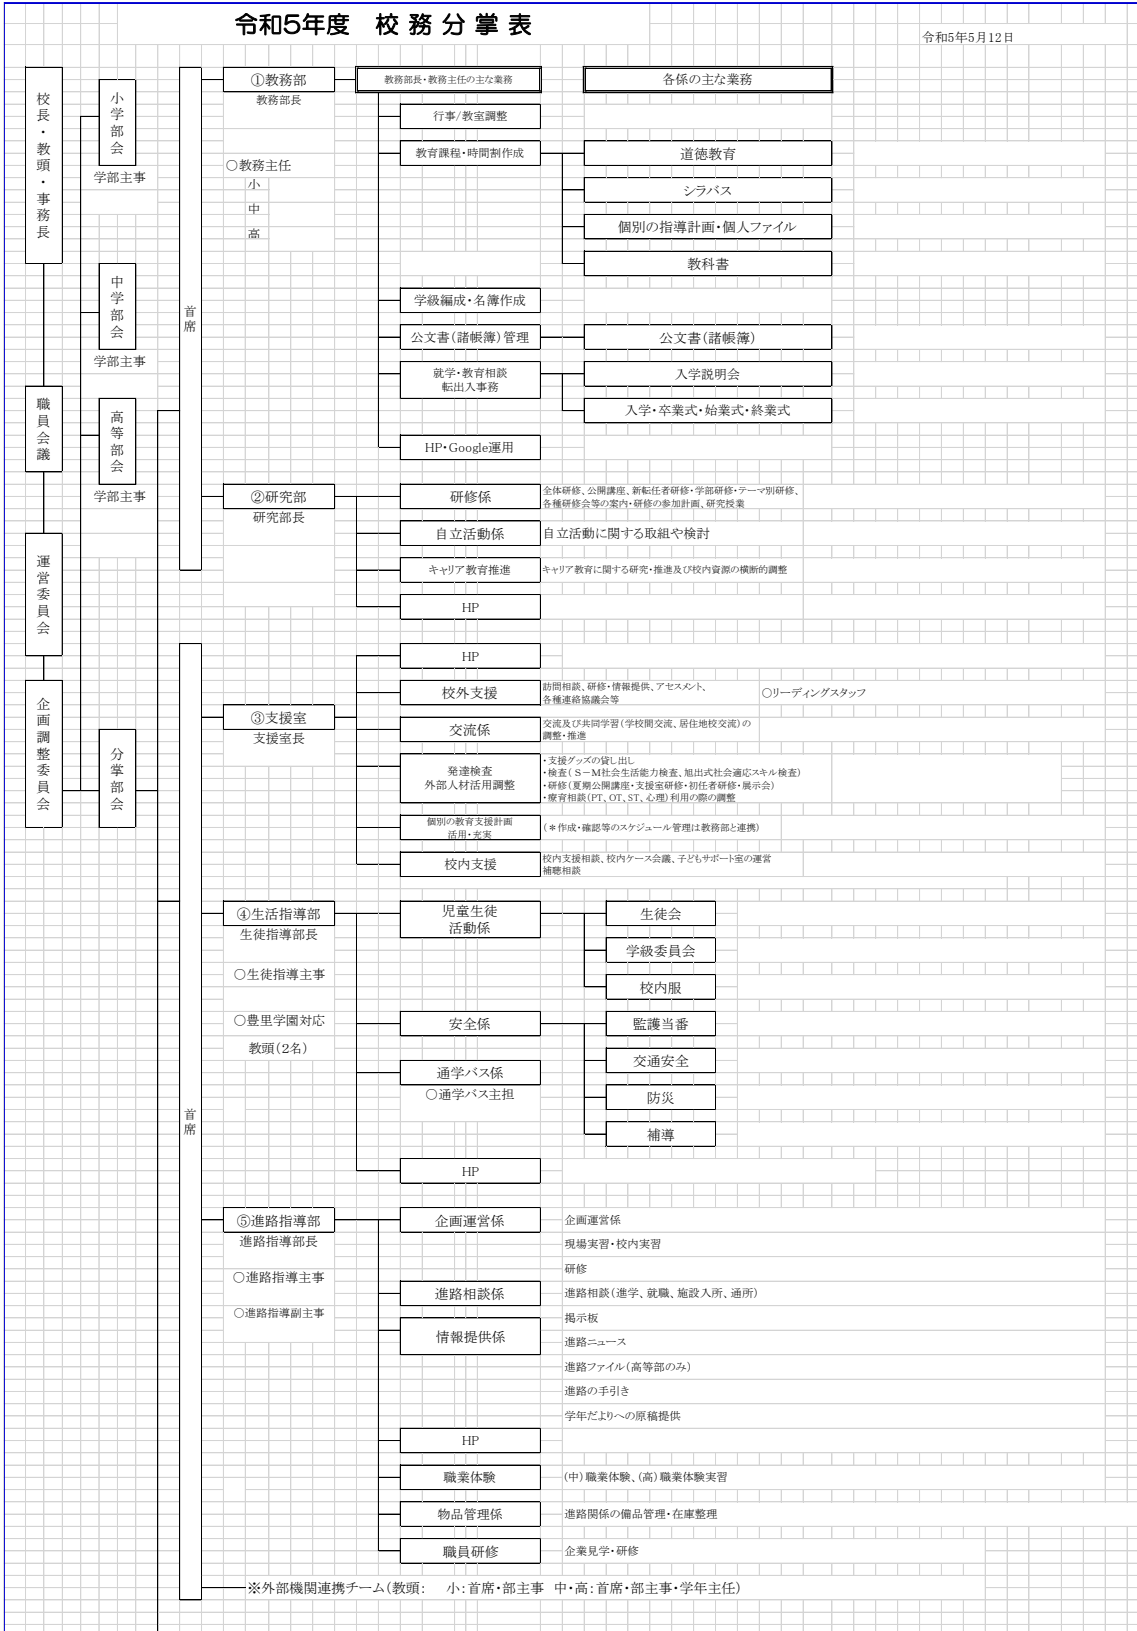 令和5年度　校 務 分 掌 表
令和5年5月12日
校長・教頭・事務長
職員会議
運営委員会
企画調整委員会
小学部会
学部主事
中学部会
学部主事
高等部会
学部主事
分掌部会
首席
①教務部
教務部長
○教務主任
小
中
高
教務部長・教務主任の主な業務
各係の主な業務
行事/教室調整
教育課程・時間割作成
道徳教育
シラバス
個別の指導計画・個人ファイル
教科書
学級編成・名簿作成
公文書(諸帳簿)管理
公文書(諸帳簿)
就学・教育相談
転出入事務
入学説明会
入学・卒業式・始業式・終業式
HP・Google運用
②研究部
研究部長
研修係
全体研修、公開講座、新転任者研修・学部研修・テーマ別研修、
各種研修会等の案内・研修の参加計画、研究授業
自立活動係
自立活動に関する取組や検討
キャリア教育推進
キャリア教育に関する研究・推進及び校内資源の横断的調整
HP
首席
③支援室
支援室長
HP
校外支援
訪問相談、研修・情報提供、アセスメント、
各種連絡協議会等
○リーディングスタッフ
交流係
交流及び共同学習(学校間交流、居住地校交流)の
調整・推進
発達検査
外部人材活用調整
・支援グッズの貸し出し
・検査(S－M社会生活能力検査、旭出式社会適応スキル検査)
・研修(夏期公開講座・支援室研修・初任者研修・展示会)
・療育相談(PT、OT、ST、心理)利用の際の調整
個別の教育支援計画
活用・充実
(＊作成・確認等のスケジュール管理は教務部と連携)
校内支援
校内支援相談、校内ケース会議、子どもサポート室の運営
補聴相談
④生活指導部
生徒指導部長
○生徒指導主事
○豊里学園対応
教頭(2名)
児童生徒
活動係
生徒会
学級委員会
校内服
安全係
監護当番
交通安全
防災
補導
通学バス係
○通学バス主担
HP
⑤進路指導部
進路指導部長
○進路指導主事
○進路指導副主事
企画運営係
企画運営係
現場実習・校内実習
研修
進路相談係
進路相談(進学、就職、施設入所、通所)
情報提供係
掲示板
進路ニュース
進路ファイル(高等部のみ)
進路の手引き
学年だよりへの原稿提供
HP
職業体験
(中)職業体験、(高)職業体験実習
物品管理係
進路関係の備品管理・在庫整理
職員研修
企業見学・研修
※外部機関連携チーム(教頭：　小：首席・部主事　中・高：首席・部主事・学年主任)